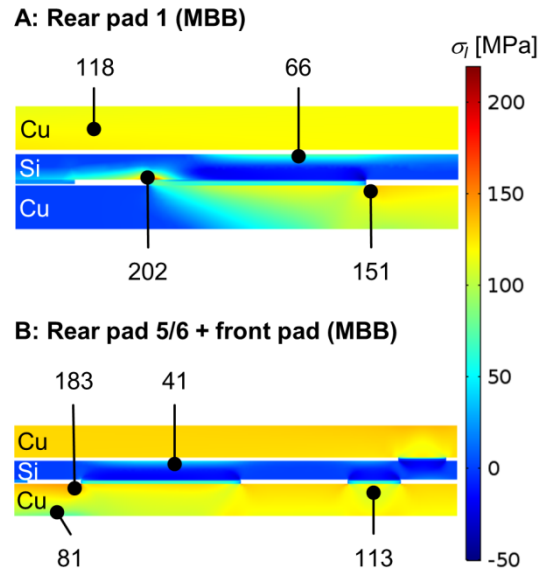 A: Rear pad 1 (MBB)
σI [MPa]
118
66
Cu
Si
Cu
202
151
B: Rear pad 5/6 + front pad (MBB)
183
41
Cu
Si
Cu
81
113
200
150
100
50
0
-50